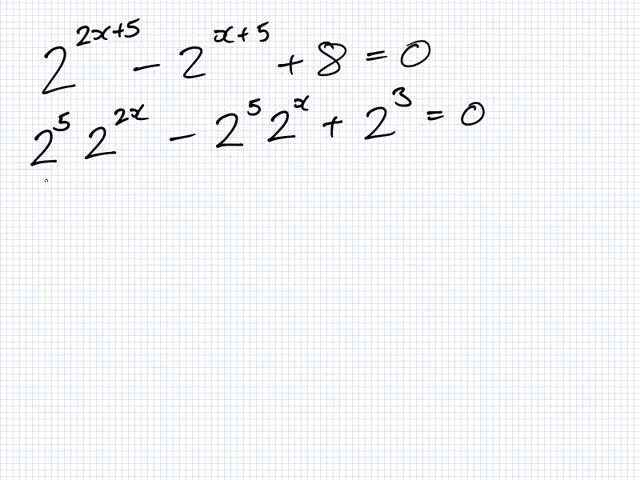 2^{2x+5} - 2^{x+5} + 8 = 0
2^5 2^{2x} - 2^5 2^x + 2^3 = 0